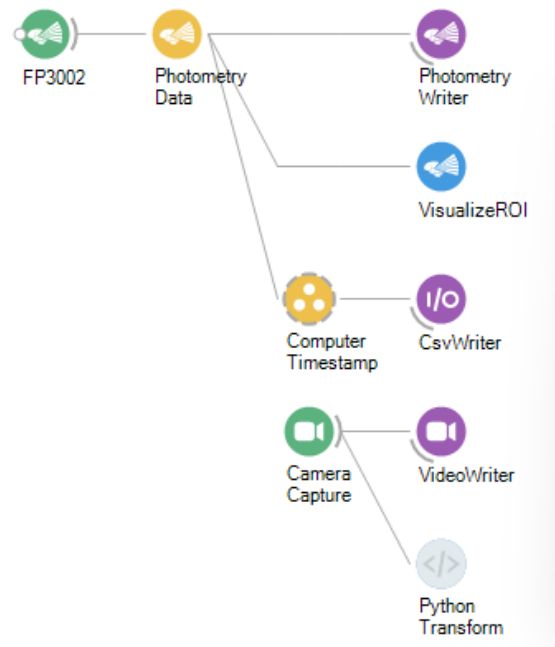 FP3002
Photometry
Data
Photometry
Writer
VisualizeROI
Computer
Timestamp
I/O
CsvWriter
Camera
Capture
VideoWriter
</>
Python
Transform